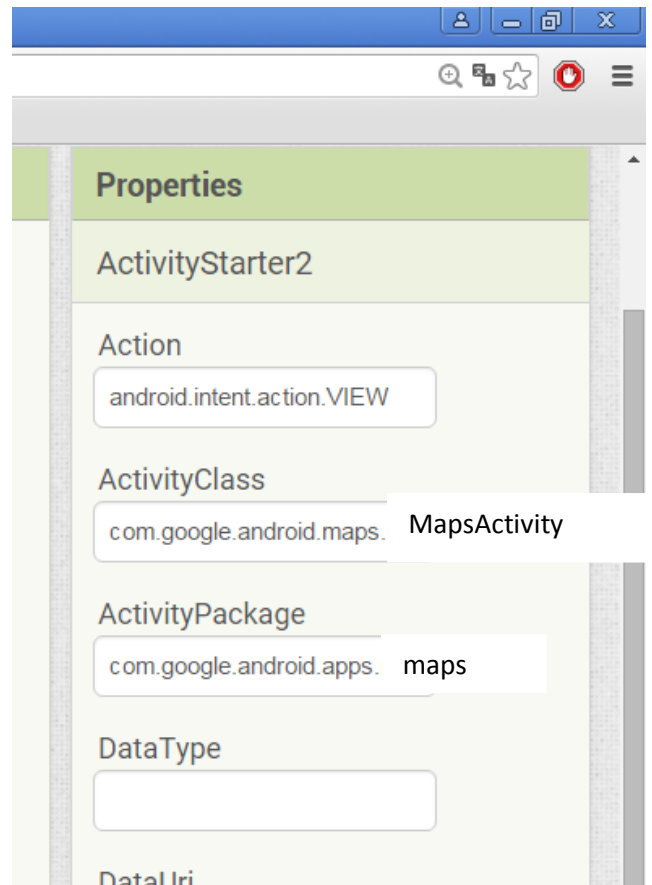 Properties
ActivityStarter2
Action
android.intent.action.VIEW
ActivityClass
com.google.android.maps. MapsActivity
ActivityPackage
com.google.android.apps. maps
DataType
DataUri